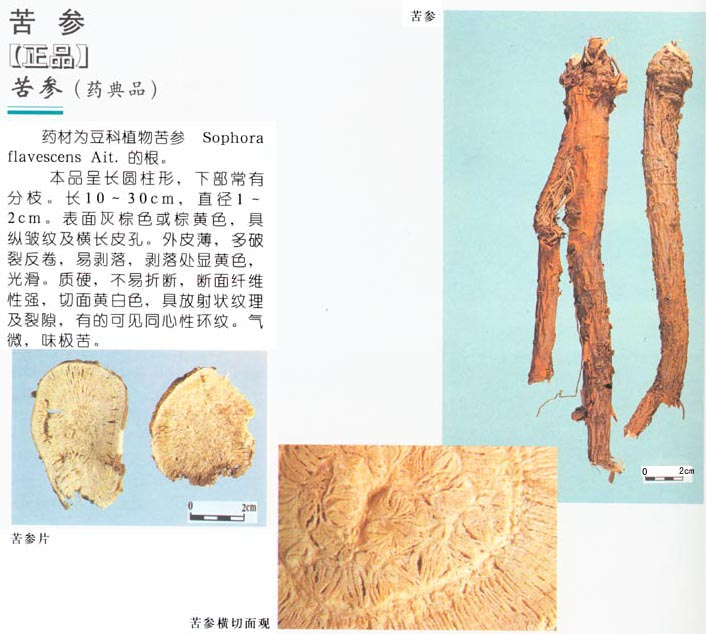 苦参
【正品】
苦参（药典品）
药材为豆科植物苦参 Sophora
flavescens Ait. 的根。
本品呈长圆柱形，下部常有
分枝。长10～30cm，直径1～
2cm。表面灰棕色或棕黄色，具
纵皱纹及横长皮孔。外皮薄，多破
裂反卷，易剥落，剥落处显黄色，
光滑。质硬，不易折断，断面纤维
性强，切面黄白色，具放射状纹理
及裂隙，有的可见同心性环纹。气
微，味极苦。
0 2cm
苦参片
苦参横切面观
苦参
0 2cm